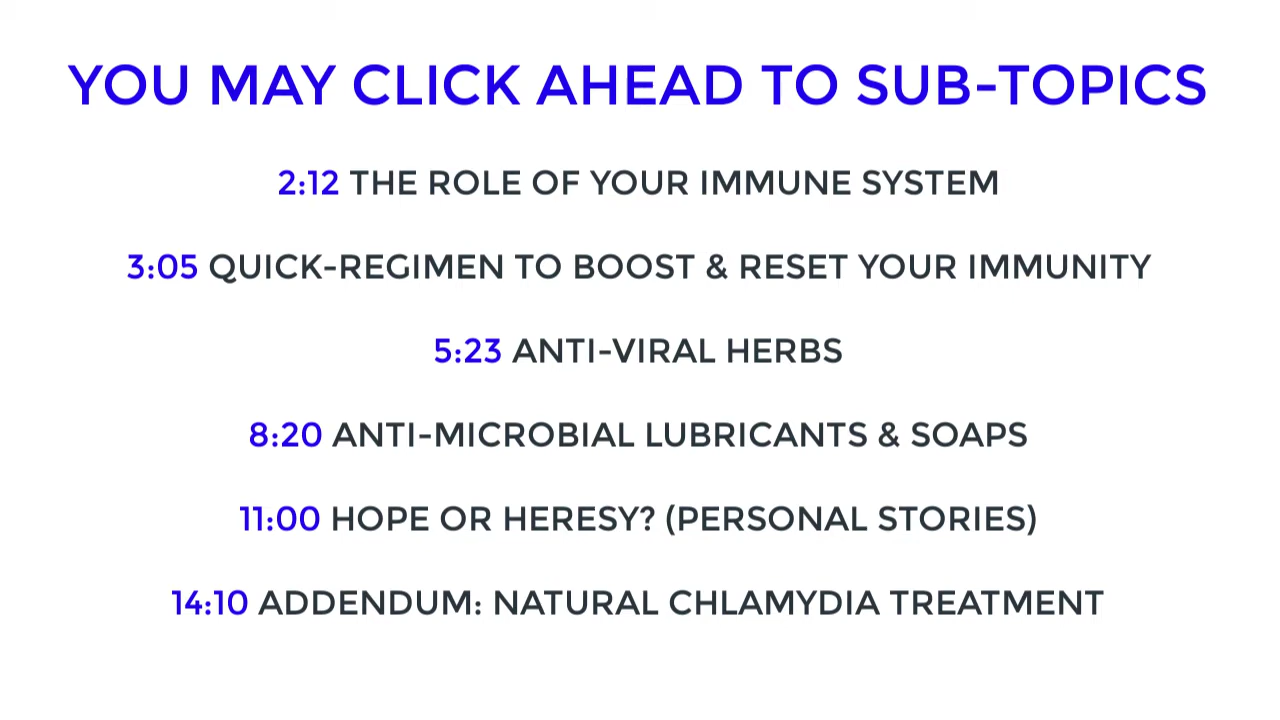 YOU MAY CLICK AHEAD TO SUB-TOPICS
2:12 THE ROLE OF YOUR IMMUNE SYSTEM
3:05 QUICK-REGIMEN TO BOOST & RESET YOUR IMMUNITY
5:23 ANTI-VIRAL HERBS
8:20 ANTI-MICROBIAL LUBRICANTS & SOAPS
11:00 HOPE OR HERESY? (PERSONAL STORIES)
14:10 ADDENDUM: NATURAL CHLAMYDIA TREATMENT